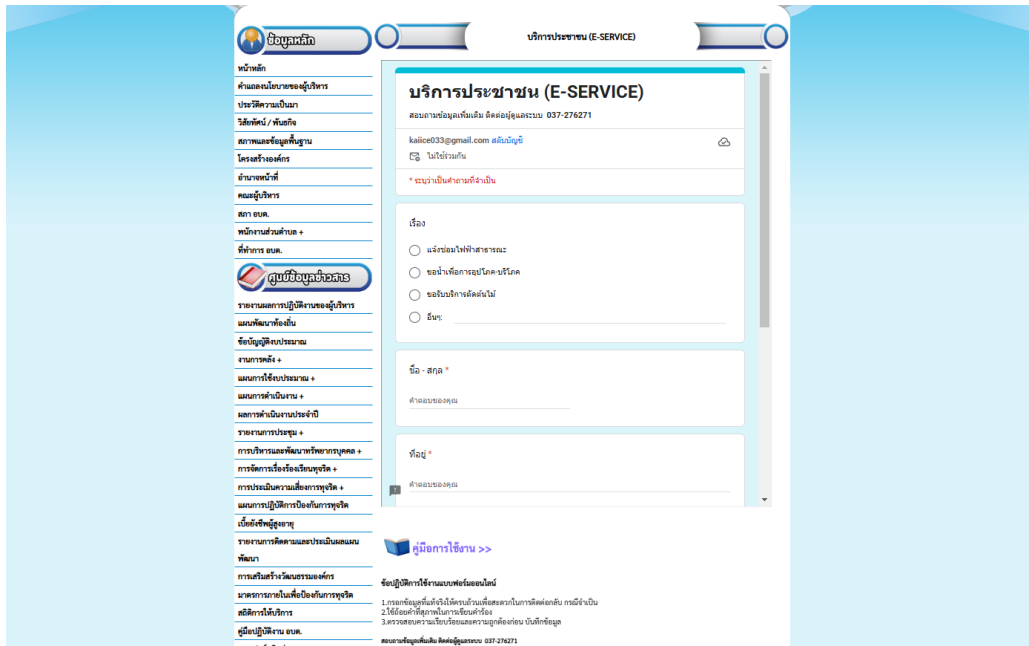 ข้อมูลหลัก
หน้าหลัก
คำแถลงนโยบายของผู้บริหาร
ประวัติความเป็นมา
วิสัยทัศน์ / พันธกิจ
สภาพและข้อมูลพื้นฐาน
โครงสร้างองค์กร
อำนาจหน้าที่
คณะผู้บริหาร
สภา อบต.
พนักงานส่วนตำบล +
ที่ทำการ อบต.
ศูนย์ข้อมูลข่าวสาร
รายงานผลการปฏิบัติงานของผู้บริหาร
แผนพัฒนาท้องถิ่น
ข้อบัญญัติงบประมาณ
งานการคลัง +
แผนการใช้งบประมาณ +
แผนการดำเนินงาน +
ผลการดำเนินงานประจำปี
รายงานการประชุม +
การบริหารและพัฒนาทรัพยากรบุคคล +
การจัดการเรื่องร้องเรียนทุจริต +
การประเมินความเสี่ยงการทุจริต +
แผนการปฏิบัติการป้องกันการทุจริต
เบี้ยยังชีพผู้สูงอายุ
รายงานการติดตามและประเมินผลแผน
พัฒนา
การเสริมสร้างวัฒนธรรมองค์กร
มาตรการภายในเพื่อป้องกันการทุจริต
สถิติการให้บริการ
คู่มือปฏิบัติงาน อบต.
บริการประชาชน (E-SERVICE)
บริการประชาชน (E-SERVICE)
สอบถามข้อมูลเพิ่มเติม ติดต่อผู้ดูแลระบบ 037-276271
kaiice033@gmail.com สลับบัญชี
ไม่ใช่ร่วมกัน
* ระบุว่าเป็นคำถามที่จำเป็น
เรื่อง
แจ้งซ่อมไฟฟ้าสาธารณะ
ขอน้ำเพื่อการอุปโภค-บริโภค
ขอรับบริการตัดต้นไม้
อื่นๆ:
ชื่อ - สกุล *
คำตอบของคุณ
ที่อยู่ *
คำตอบของคุณ
คู่มือการใช้งาน >>
ข้อปฏิบัติการใช้งานแบบฟอร์มออนไลน์
1.กรอกข้อมูลที่แท้จริงให้ครบถ้วนเพื่อสะดวกในการติดต่อกลับ กรณีจำเป็น
2.ใช้ถ้อยคำที่สุภาพในการเขียนคำร้อง
3.ตรวจสอบความเรียบร้อยและความถูกต้องก่อน บันทึกข้อมูล
สอบถามข้อมูลเพิ่มเติม ติดต่อผู้ดูแลระบบ 037-276271